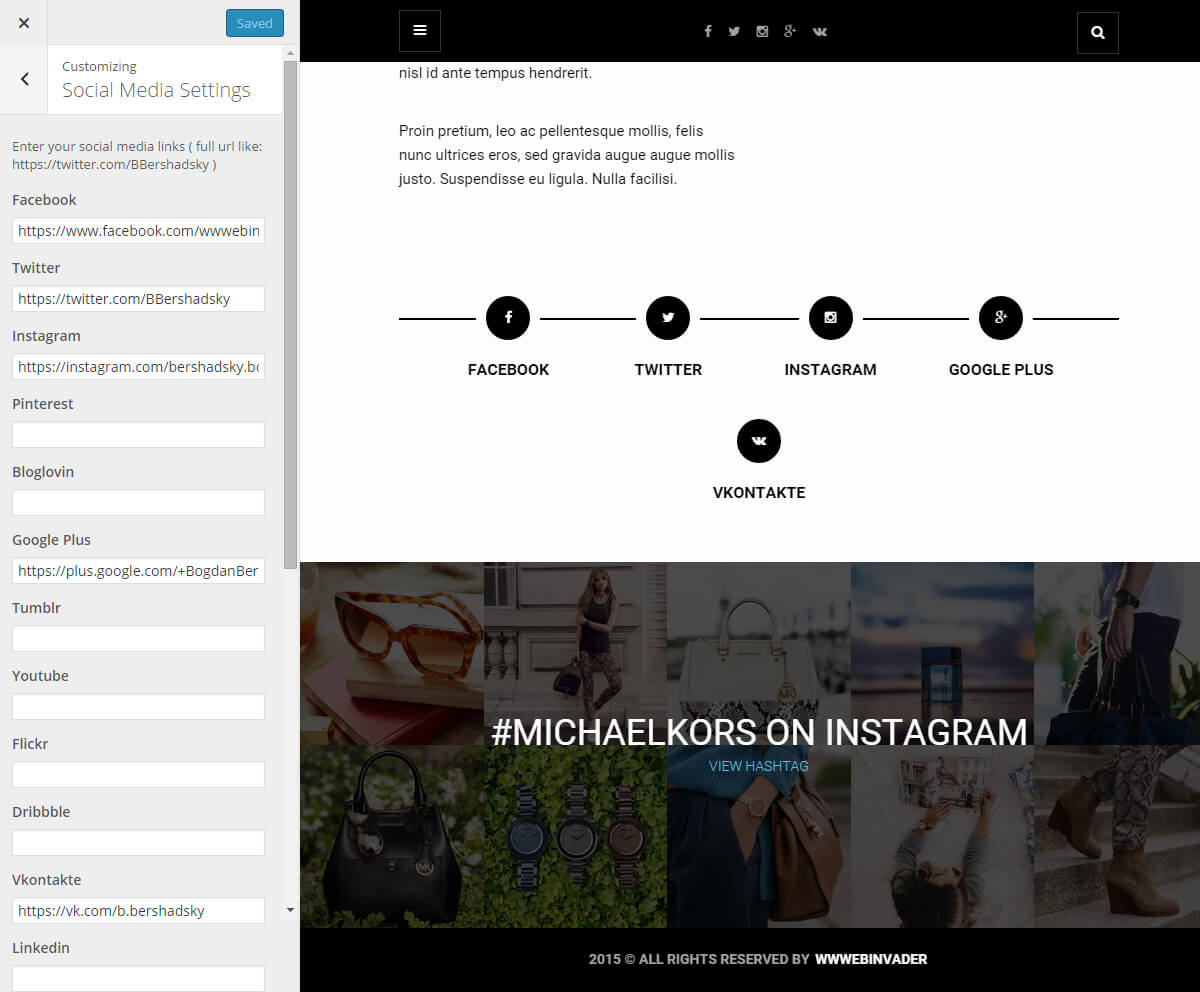 Saved
Customizing
Social Media Settings
Enter your social media links ( full url like:
https://twitter.com/BBershadsky )
Facebook
https://www.facebook.com/wwwebin
Twitter
https://twitter.com/BBershadsky
Instagram
https://instagram.com/bershadsky.bo
Pinterest
Bloglovin
Google Plus
https://plus.google.com/+BogdanBer
Tumblr
Youtube
Flickr
Dribbble
Vkontakte
https://vk.com/b.bershadsky
Linkedin
nisl id ante tempus hendrerit.
Proin pretium, leo ac pellentesque mollis, felis
nunc ultrices eros, sed gravida augue augue mollis
justo. Suspendisse eu ligula. Nulla facilisi.
FACEBOOK
TWITTER
INSTAGRAM
GOOGLE PLUS
VKONTAKTE
#MICHAELKORS ON INSTAGRAM
VIEW HASHTAG
2015 © ALL RIGHTS RESERVED BY WWWEBINVADER